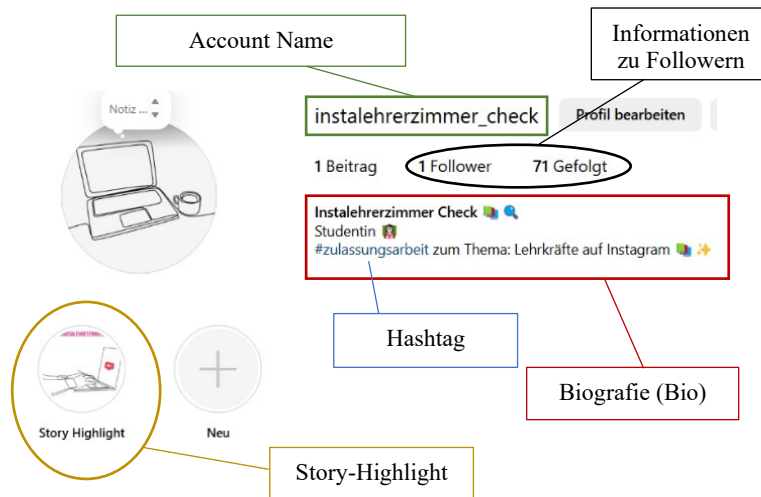 Account Name
Informationen
zu Followern
Notiz ...
instalehrerzimmer_check
Profil bearbeiten
1 Beitrag
1 Follower
71 Gefolgt
Instalehrerzimmer Check
Studentin
#zulassungsarbeit zum Thema: Lehrkräfte auf Instagram
Hashtag
Biografie (Bio)
Story Highlight
Neu
Story-Highlight